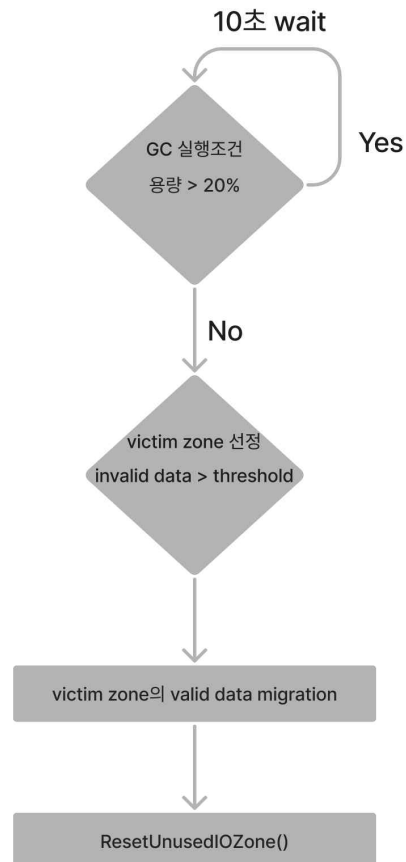 10초 wait
GC 실행조건
용량 > 20%
Yes
No
victim zone 선정
invalid data > threshold
victim zone의 valid data migration
ResetUnusedIOZone()